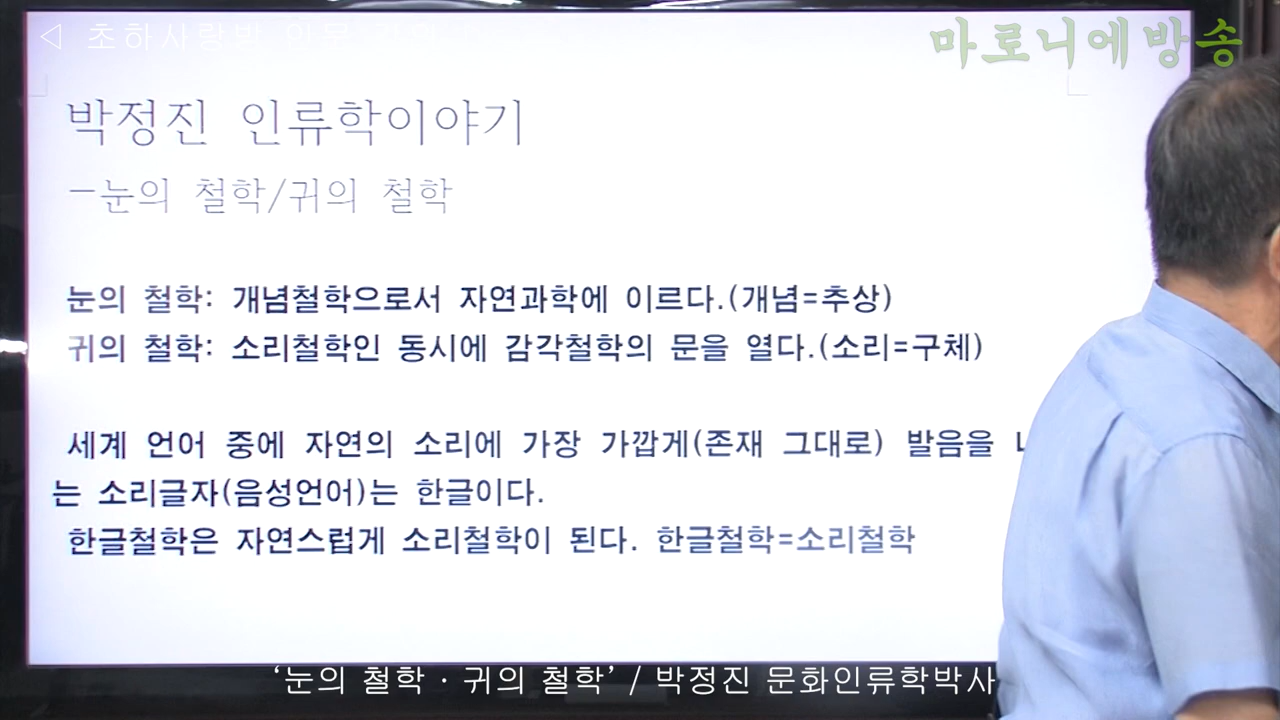 ◁ 초하사랑방 인문
마로니에방송
박정진 인류학이야기
-눈의 철학/귀의 철학
눈의 철학: 개념철학으로서 자연과학에 이르다.(개념=추상)
귀의 철학: 소리철학인 동시에 감각철학의 문을 열다.(소리=구체)
세계 언어 중에 자연의 소리에 가장 가깝게(존재 그대로) 발음을
는 소리글자(음성언어)는 한글이다.
한글철학은 자연스럽게 소리철학이 된다. 한글철학=소리철학
‘눈의 철학 · 귀의 철학’ / 박정진 문화인류학박사